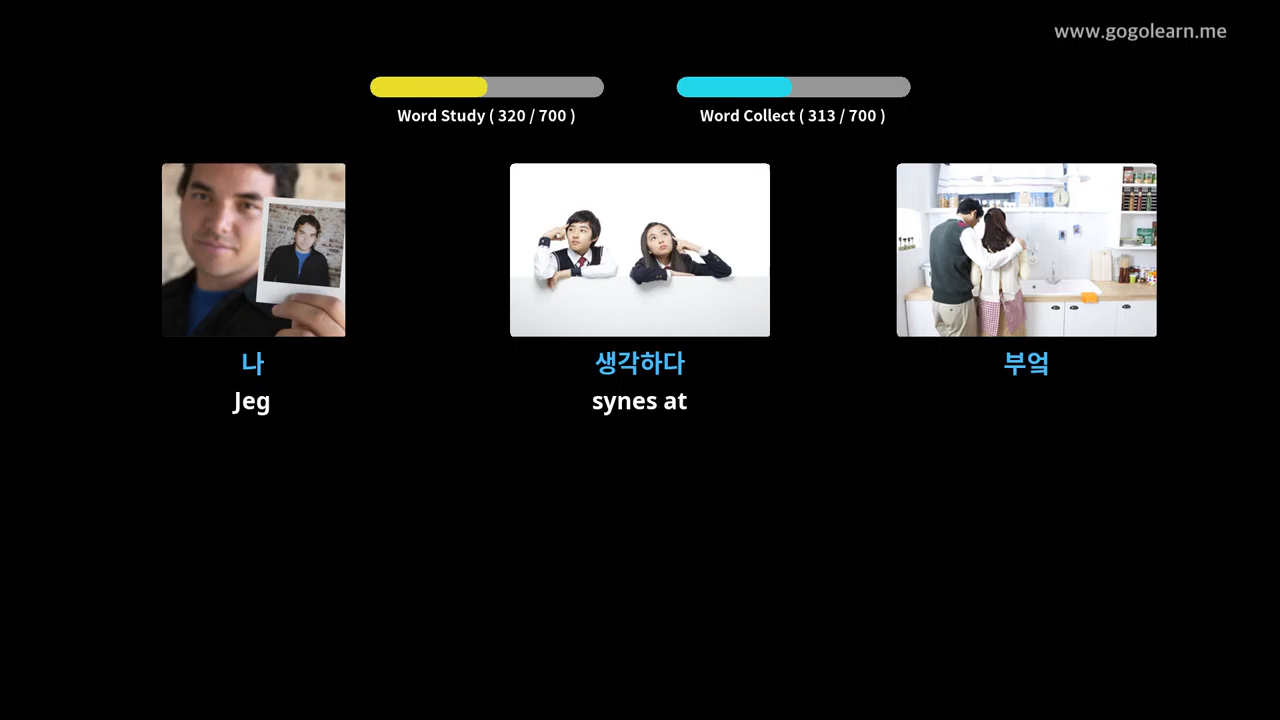 www.gogolearn.me
Word Study ( 320 / 700 )
Word Collect ( 313 / 700 )
나
생각하다
부엌
Jeg
synes at